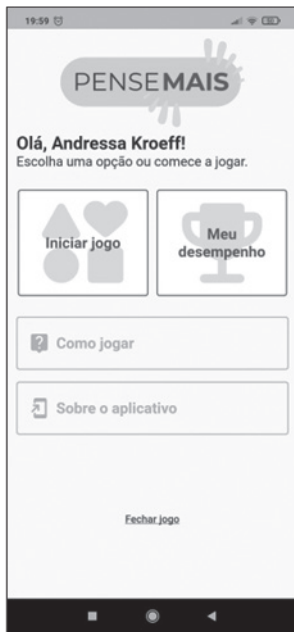 19:59
PENSEMAIS
Olá, Andressa Kroeff!
Escolha uma opção ou comece a jogar.
Iniciar jogo
Meu
desempenho
? Como jogar
Sobre o aplicativo
Fechar jogo